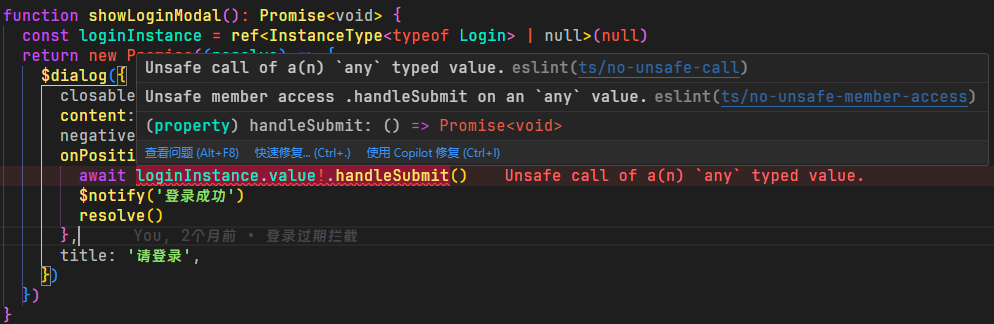 function showLoginModal(): Promise<void> {
const loginInstance = ref<InstanceType<typeof Login> | null>(null)
return new Promise((resolve) => {
$dialog({
Unsafe call of a(n) `any` typed value. eslint(ts/no-unsafe-call)
closable
Unsafe member access .handleSubmit on an `any` value. eslint(ts/no-unsafe-member-access)
content:
(property) handleSubmit: () => Promise<void>
negative
查看问题 (Alt+F8) 快速修复... (Ctrl+.) 使用 Copilot 修复 (Ctrl+I)
onPositi
await loginInstance.value!.handleSubmit() Unsafe call of a(n) `any` typed value.
$notify('登录成功')
resolve()
}, You, 2个月前 • 登录过期拦截
title: '请登录',
})
})
}